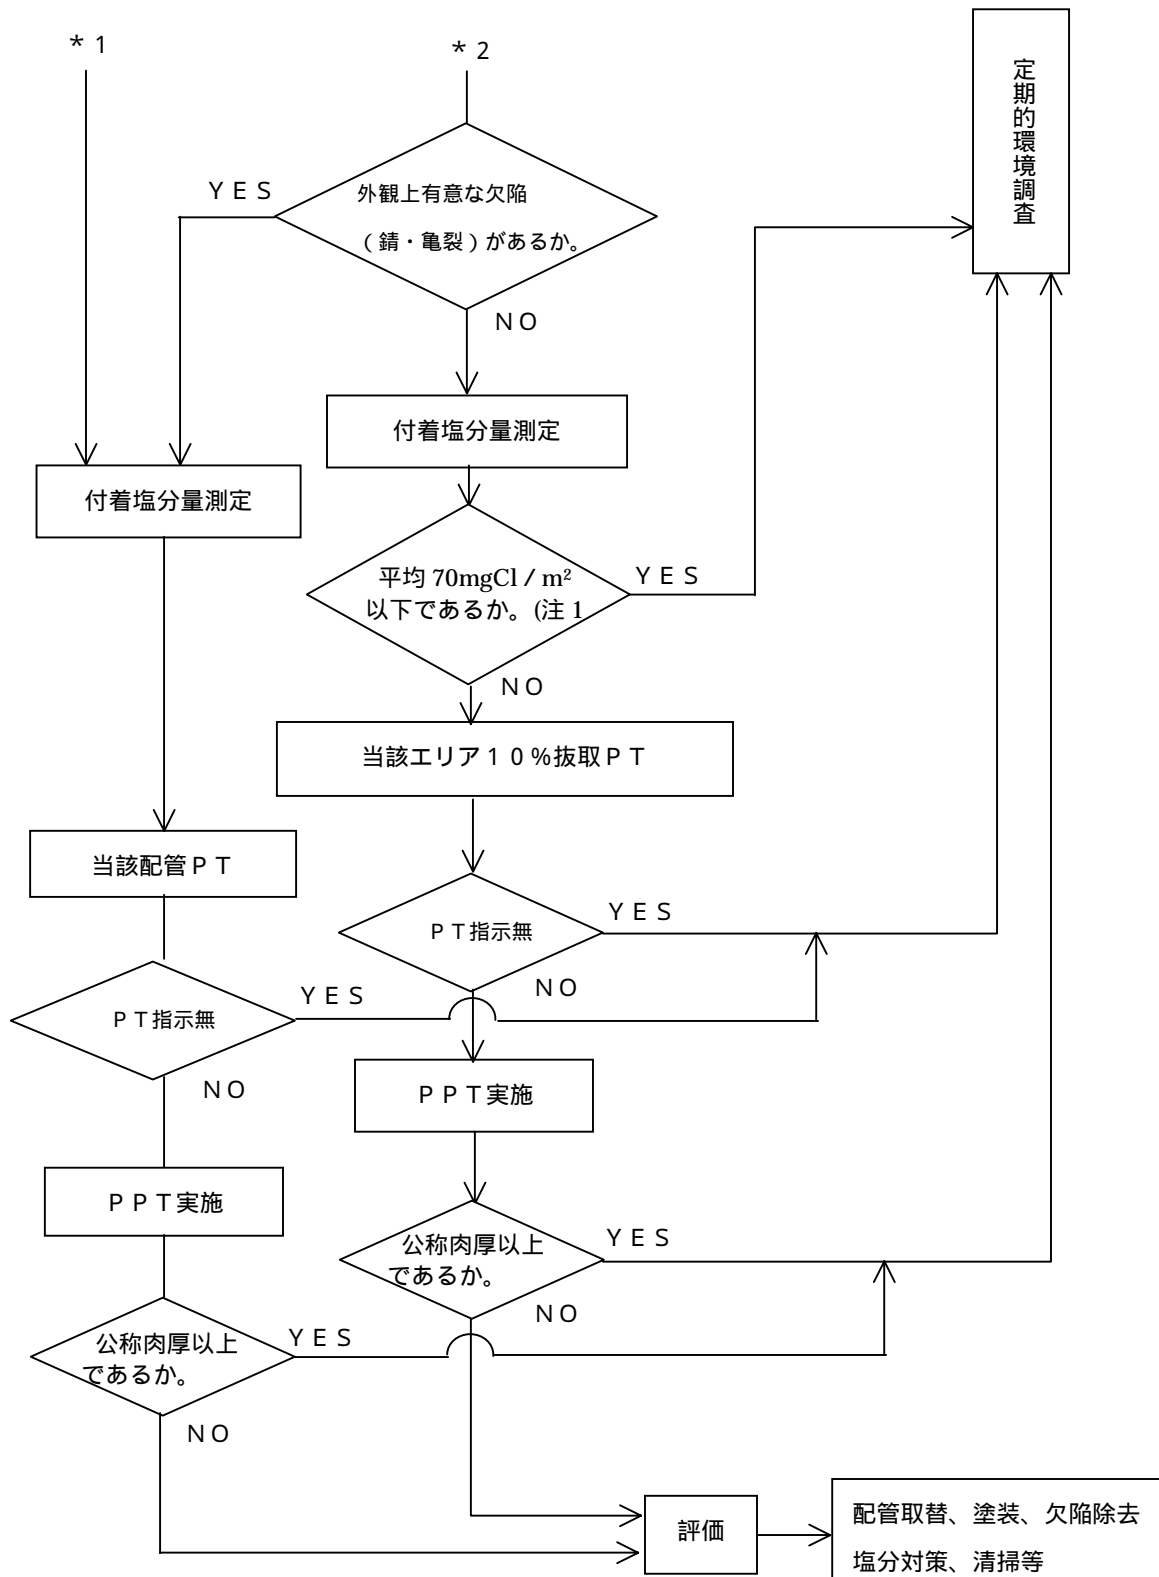 ＊１
＊２
定期的環境調査
ＹＥＳ
外観上有意な欠陥
（錆・亀裂）があるか。
ＮＯ
付着塩分量測定
付着塩分量測定
平均 70mgCl / m²
以下であるか。(注 1
ＹＥＳ
ＮＯ
当該エリア１０%抜取ＰＴ
当該配管ＰＴ
ＰＴ指示無
ＹＥＳ
ＮＯ
ＰＴ指示無
ＹＥＳ
ＮＯ
ＰＰＴ実施
ＰＰＴ実施
公称肉厚以上
であるか。
ＹＥＳ
ＮＯ
公称肉厚以上
であるか。
ＹＥＳ
ＮＯ
評価
配管取替、塗装、欠陥除去
塩分対策、清掃等